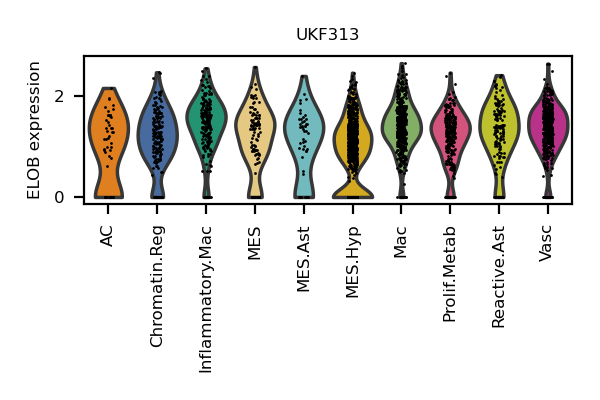 UKF313
ELOB expression
2
0
AC
Chromatin.Reg
Inflammatory.Mac
MES
MES.Ast
MES.Hyp
Mac
Prolif.Metab
Reactive.Ast
Vasc